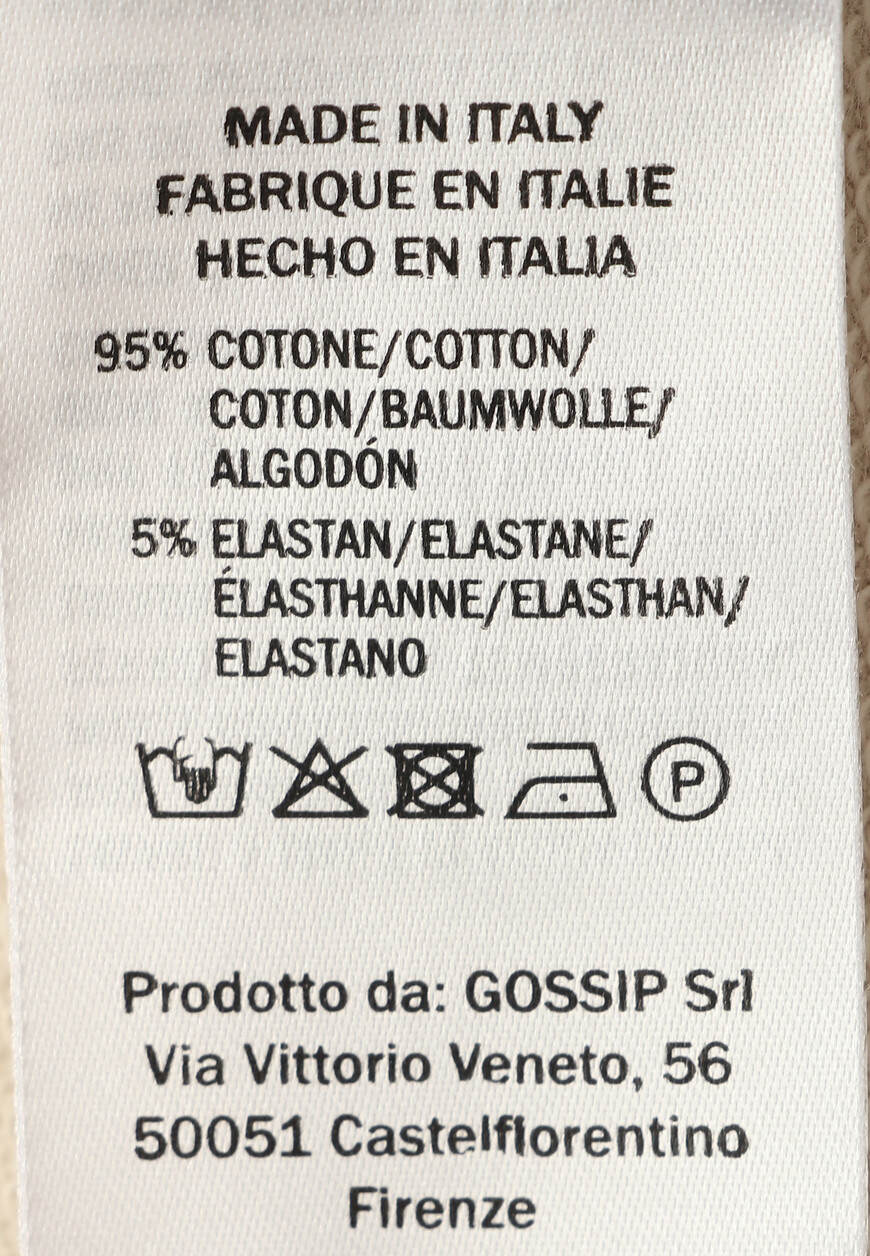 MADE IN ITALY
FABRIQUE EN ITALIE
HECHO EN ITALIA
95% COTONE/COTTON/
COTON/BAUMWOLLE/
ALGODÓN
5% ELASTAN/ELASTANE/
ÉLASTHANNE/ELASTHAN/
ELASTANO
P
Prodotto da: GOSSIP Srl
Via Vittorio Veneto, 56
50051 Castelfiorentino
Firenze